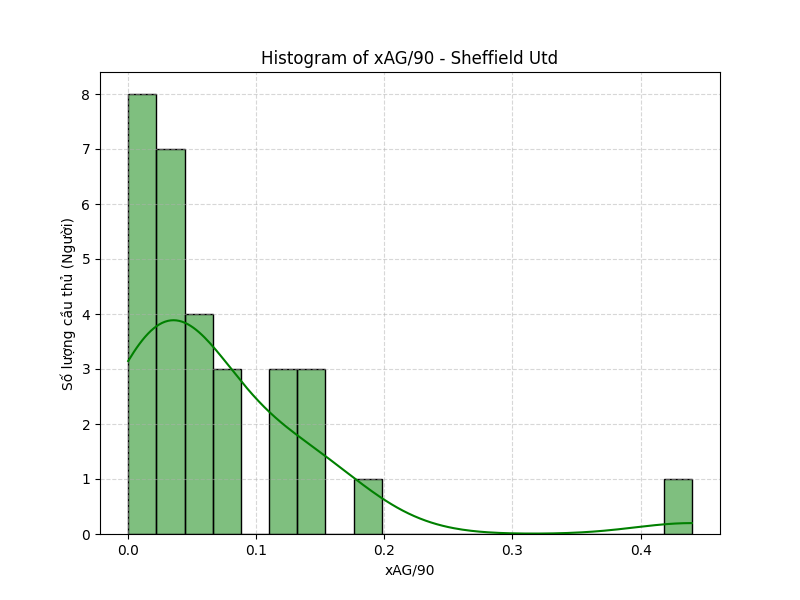 Histogram of xAG/90 - Sheffield Utd
Số lượng cầu thủ (Người)
8
7
6
5
4
3
2
1
0
0.0 0.1 0.2 0.3 0.4
xAG/90